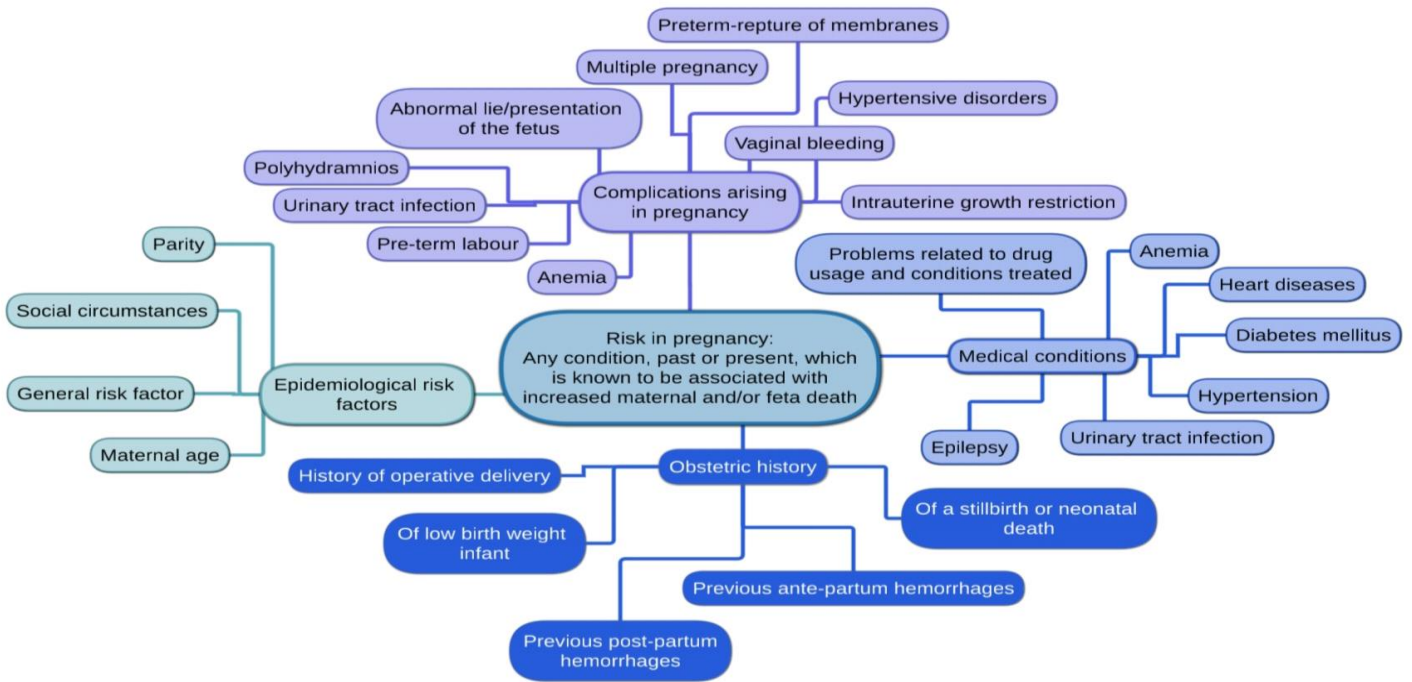 Preterm-repture of membranes
Multiple pregnancy
Hypertensive disorders
Abnormal lie/presentation
of the fetus
Vaginal bleeding
Polyhydramnios
Complications arising
in pregnancy
Urinary tract infection
Intrauterine growth restriction
Pre-term labour
Anemia
Parity
Social circumstances
General risk factor
Maternal age
Epidemiological risk
factors
Risk in pregnancy:
Any condition, past or present, which
is known to be associated with
increased maternal and/or feta death
Problems related to drug
usage and conditions treated
Anemia
Heart diseases
Diabetes mellitus
Medical conditions
Hypertension
Urinary tract infection
Epilepsy
Obstetric history
History of operative delivery
Of low birth weight
infant
Of a stillbirth or neonatal
death
Previous ante-partum hemorrhages
Previous post-partum
hemorrhages